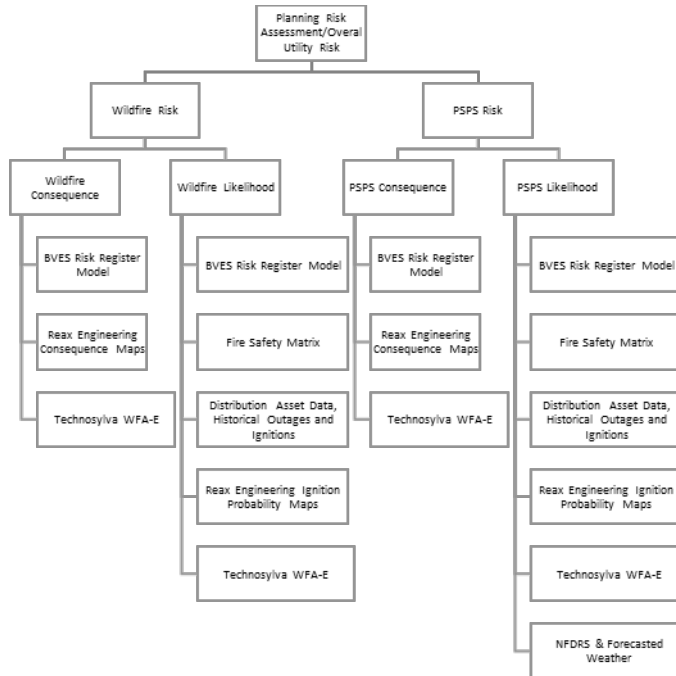 Planning Risk
Assessment/Overal
Utility Risk
Wildfire Risk
PSPS Risk
Wildfire
Consequence
Wildfire Likelihood
PSPS Consequence
PSPS Likelihood
BVES Risk Register
Model
BVES Risk Register Model
BVES Risk Register
Model
BVES Risk Register Model
Reax Engineering
Consequence Maps
Fire Safety Matrix
Reax Engineering
Consequence Maps
Fire Safety Matrix
Technosylva WFA-E
Distribution Asset Data,
Historical Outages and
Ignitions
Technosylva WFA-E
Distribution Asset Data,
Historical Outages and
Ignitions
Reax Engineering Ignition
Probability Maps
Reax Engineering Ignition
Probability Maps
Technosylva WFA-E
Technosylva WFA-E
NFDRS & Forecasted
Weather